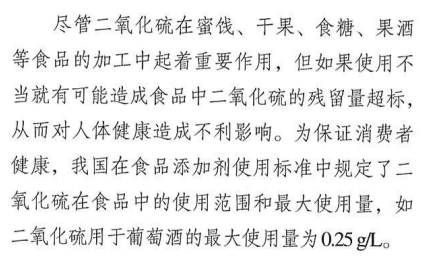 尽管二氧化硫在蜜饯、干果、食糖、果酒
等食品的加工中起着重要作用，但如果使用不
当就有可能造成食品中二氧化硫的残留量超标，
从而对人体健康造成不利影响。为保证消费者
健康，我国在食品添加剂使用标准中规定了二
氧化硫在食品中的使用范围和最大使用量，如
二氧化硫用于葡萄酒的最大使用量为0.25 g/L。